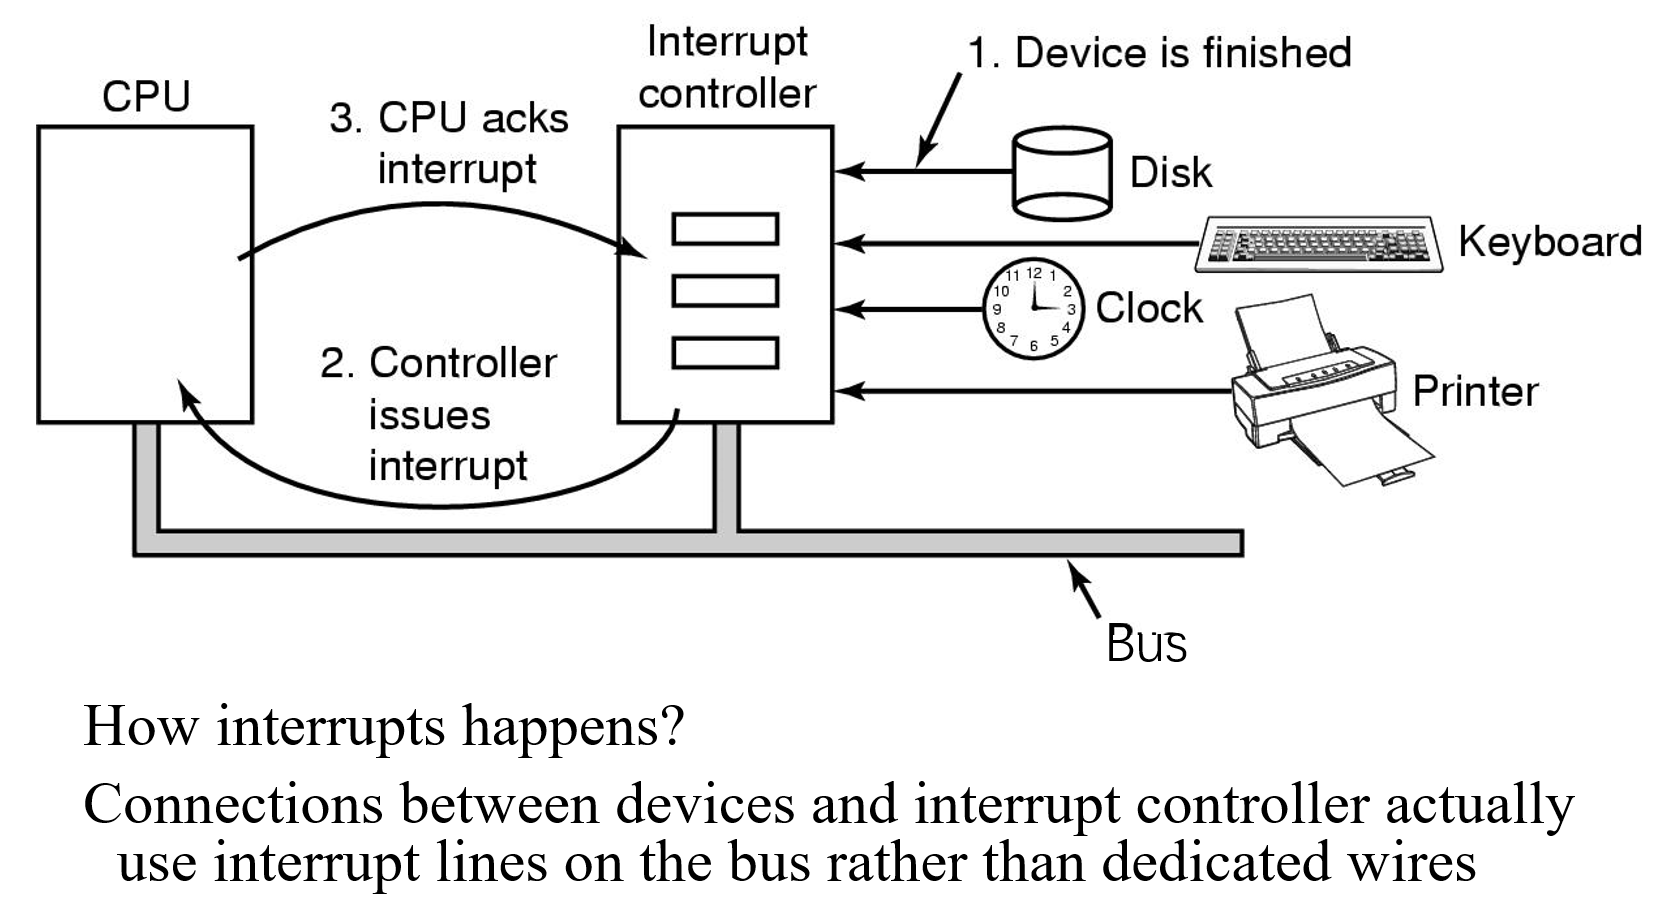 CPU
3. CPU acks
interrupt
Interrupt
controller
1. Device is finished
Disk
Keyboard
11 12 1
10 2
9 3
8 4
7 6 5
Clock
Printer
2. Controller
issues
interrupt
Bus
How interrupts happens?
Connections between devices and interrupt controller actually
use interrupt lines on the bus rather than dedicated wires